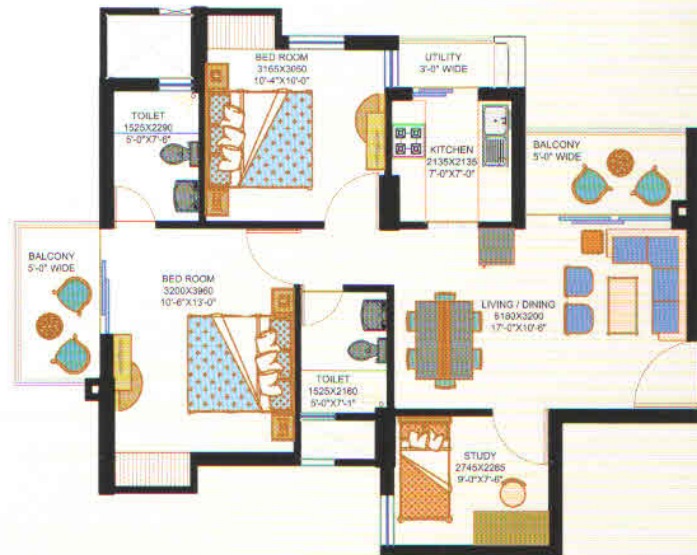 BED ROOM
3165X3050
10'-4"X10'-0"
UTILITY
3'-0" WIDE
TOILET
1525X2290
5'-0"X7'-6"
KITCHEN
2135X2135
7'-0"X7'-0"
BALCONY
5'-0" WIDE
BALCONY
5'-0" WIDE
BED ROOM
3200X3960
10'-6"X13'-0"
LIVING / DINING
5180X3200
17'-0"X10'-6"
TOILET
1525X2160
5'-0"X7'-1"
STUDY
2745X2285
9'-0"X7'-6"